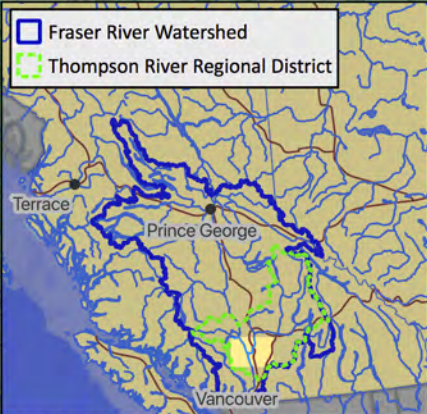 Fraser River Watershed
Thompson River Regional District
Terrace
Prince George
Vancouver